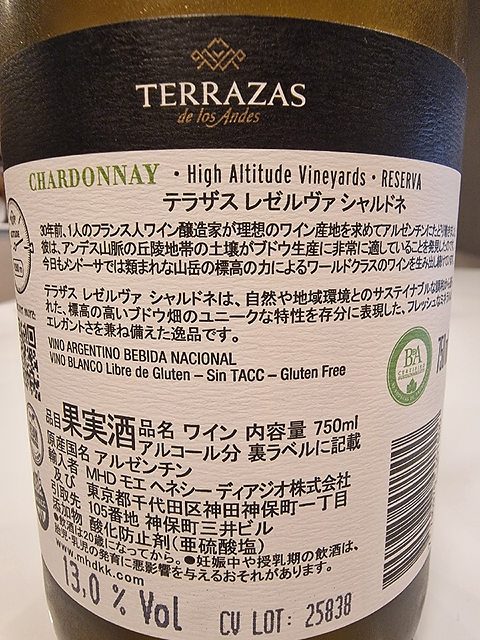 TERRAZAS
de los Andes
CHARDONNAY • High Altitude Vineyards • RESERVA
テラザス レゼルヴァ シャルドネ
30年前、1人のフランス人ワイン醸造家が理想のワイン産地を求めてアルゼンチンにたどり着き
彼は、アンデス山脈の丘陵地帯の土壌がブドウ生産に非常に適していることを発見した
今日もメンドーサでは類まれな山岳の標高の力によるワールドクラスのワインを生み出し
テラザス レゼルヴァ シャルドネは、自然や地域環境とのサステイナブルな
れた、標高の高いブドウ畑のユニークな特性を存分に表現した、フレッシュな
エレガントさを兼ね備えた逸品です。
VINO ARGENTINO BEBIDA NACIONAL
VINO BLANCO Libre de Gluten – Sin TACC – Gluten Free
品目 果実酒 品名 ワイン 内容量 750ml
アルコール分 裏ラベルに記載
原産国名 アルゼンチン
輸入者 MHD モエ ヘネシー ディアジオ株式会社
及び 東京都千代田区神田神保町一丁目
引取先 105番地 神保町三井ビル
添加物 酸化防止剤(亜硫酸塩)
●飲酒は20歳になってから。●妊娠中や授乳期の飲酒は、
胎児・乳児の発育に悪影響を与えるおそれがあります。
www.mhdkk.com
13,0 % Vol
CV LOT: 25838
B A